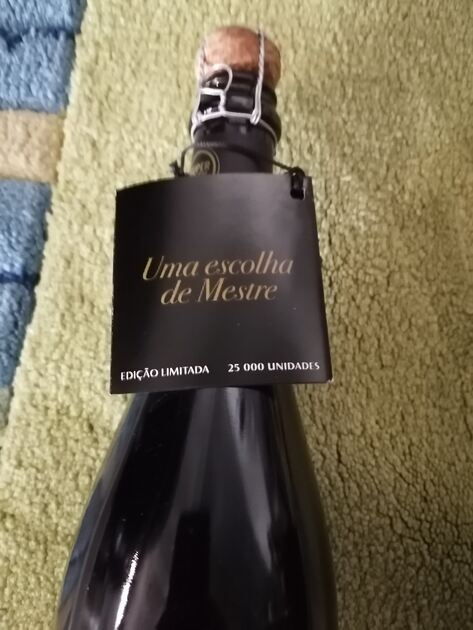 Uma escolha
de Mestre
EDIÇÃO LIMITADA 25 000 UNIDADES